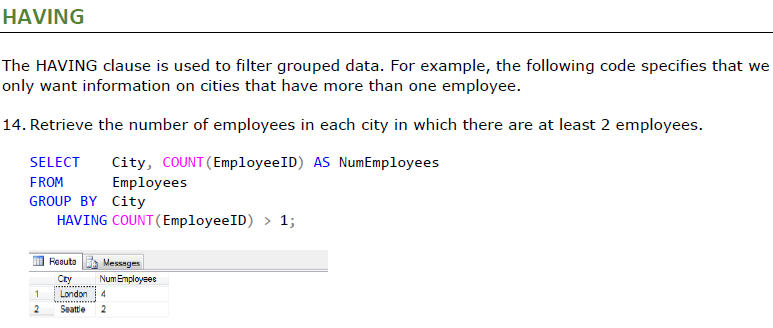 HAVING
The HAVING clause is used to filter grouped data. For example, the following code specifies that we
only want information on cities that have more than one employee.
14. Retrieve the number of employees in each city in which there are at least 2 employees.
SELECT City, COUNT(EmployeeID) AS NumEmployees
FROM Employees
GROUP BY City
HAVING COUNT(EmployeeID) > 1;
Results Messages
City NumEmployees
1 London 4
2 Seattle 2